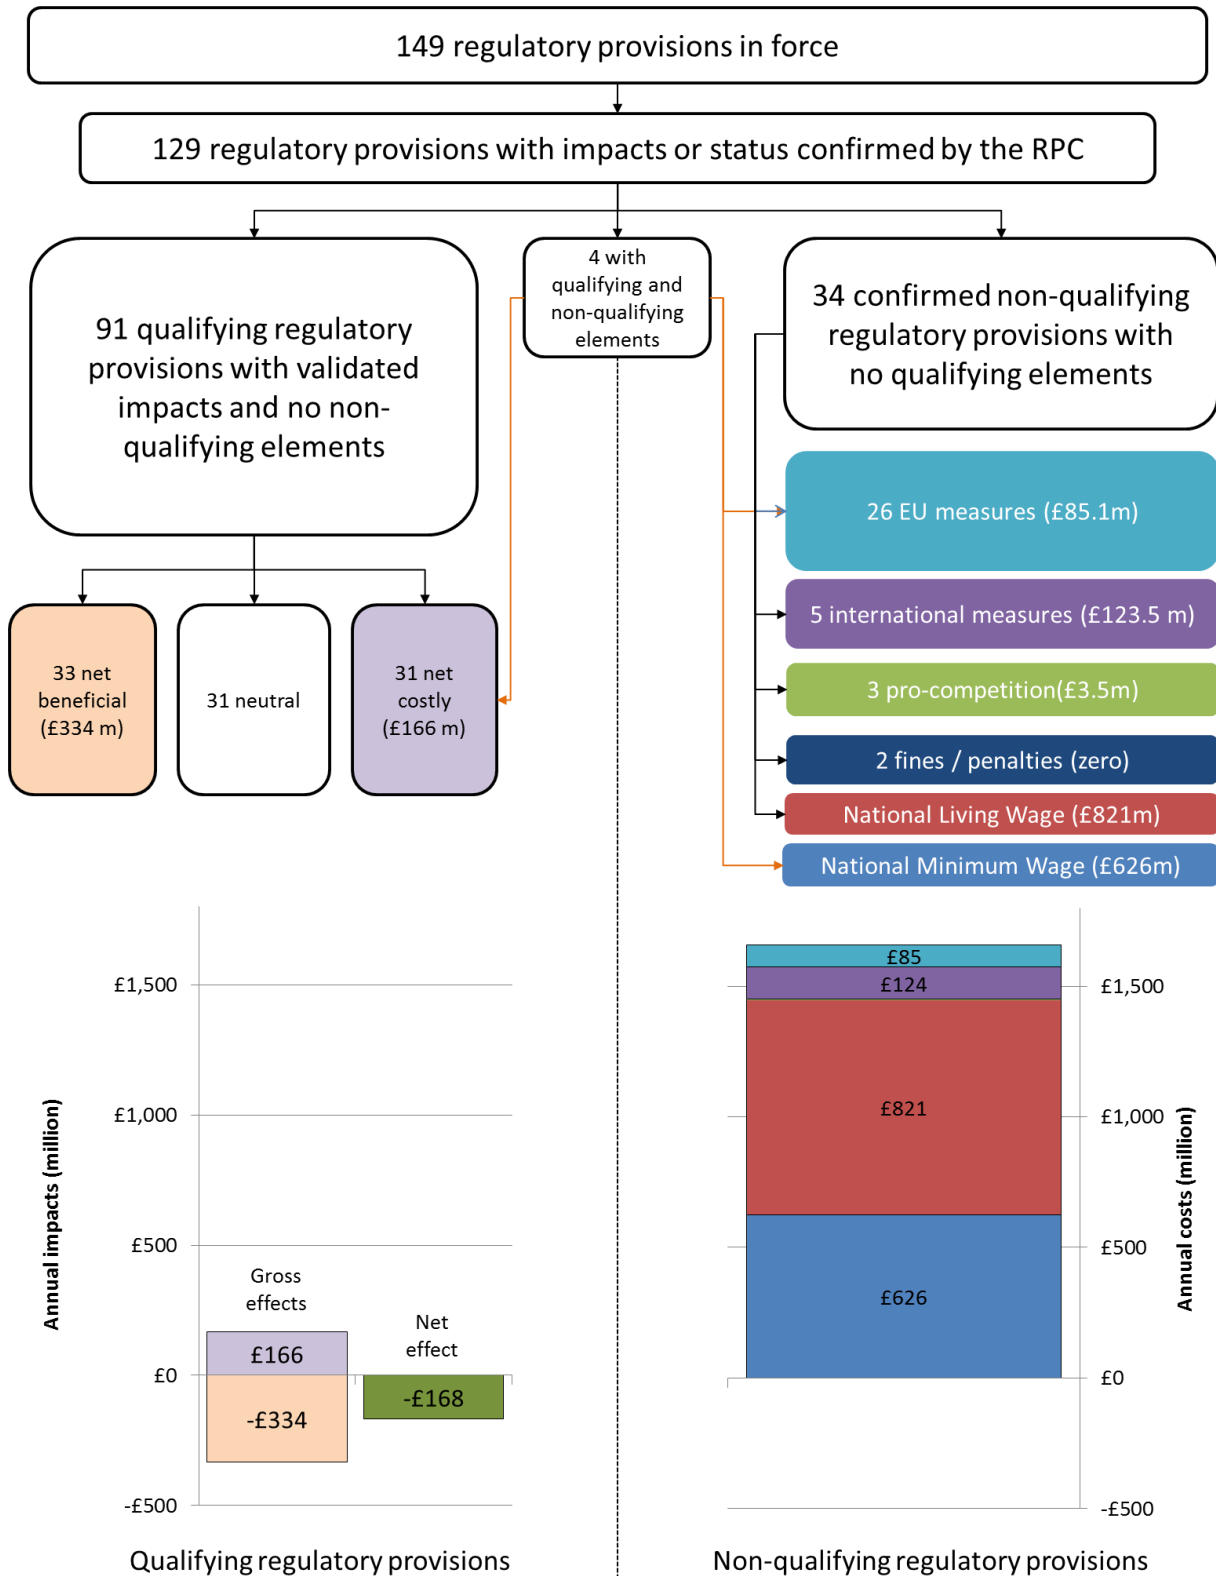 149 regulatory provisions in force
129 regulatory provisions with impacts or status confirmed by the RPC
91 qualifying regulatory
provisions with validated
impacts and no non-
qualifying elements
4 with
qualifying and
non-qualifying
elements
34 confirmed non-qualifying
regulatory provisions with
no qualifying elements
26 EU measures (£85.1m)
5 international measures (£123.5 m)
3 pro-competition(£3.5m)
2 fines / penalties (zero)
National Living Wage (£821m)
National Minimum Wage (£626m)
33 net
beneficial
(£334 m)
31 neutral
31 net
costly
(£166 m)
Annual impacts (million)
£1,500
£1,000
£500
£0
-£500
Gross
effects
£166
-£334
Net
effect
-£168
Qualifying regulatory provisions
£85
£124
£821
£626
£1,500
£1,000
£500
£0
-£500
Annual costs (million)
Non-qualifying regulatory provisions